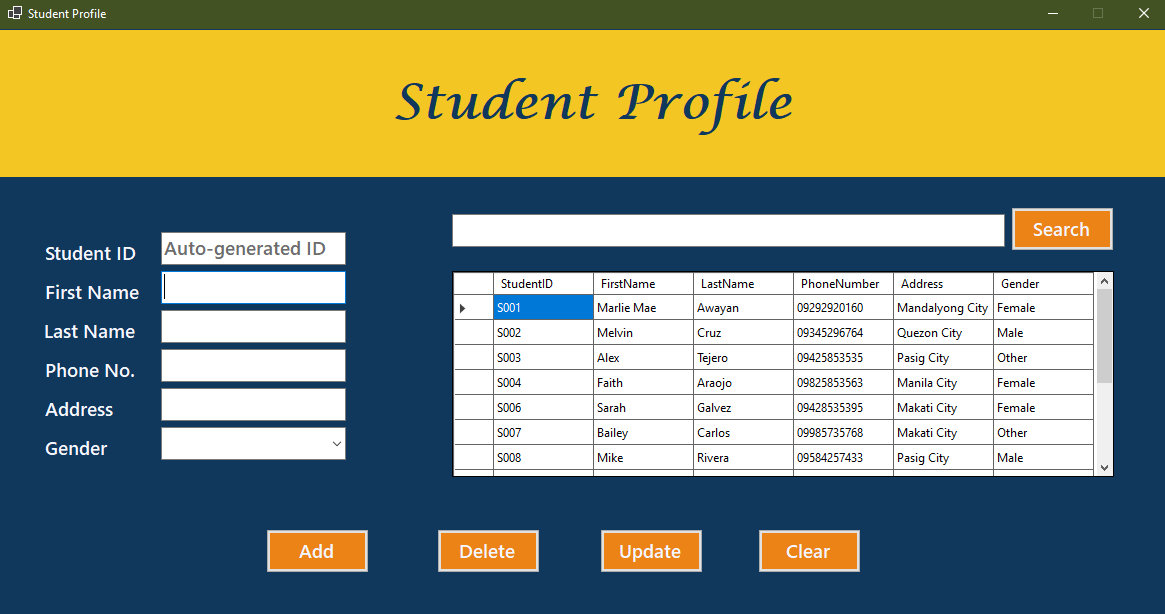 Student Profile
Student Profile
Student ID Auto-generated ID
First Name
Last Name
Phone No.
Address
Gender
Search
StudentID FirstName LastName PhoneNumber Address Gender
S001 Marlie Mae Awayan 09292920160 Mandalyong City Female
S002 Melvin Cruz 09345296764 Quezon City Male
S003 Alex Tejero 09425853535 Pasig City Other
S004 Faith Araojo 09825853563 Manila City Female
S006 Sarah Galvez 09428535395 Makati City Female
S007 Bailey Carlos 09985735768 Makati City Other
S008 Mike Rivera 09584257433 Pasig City Male
Add Delete Update Clear